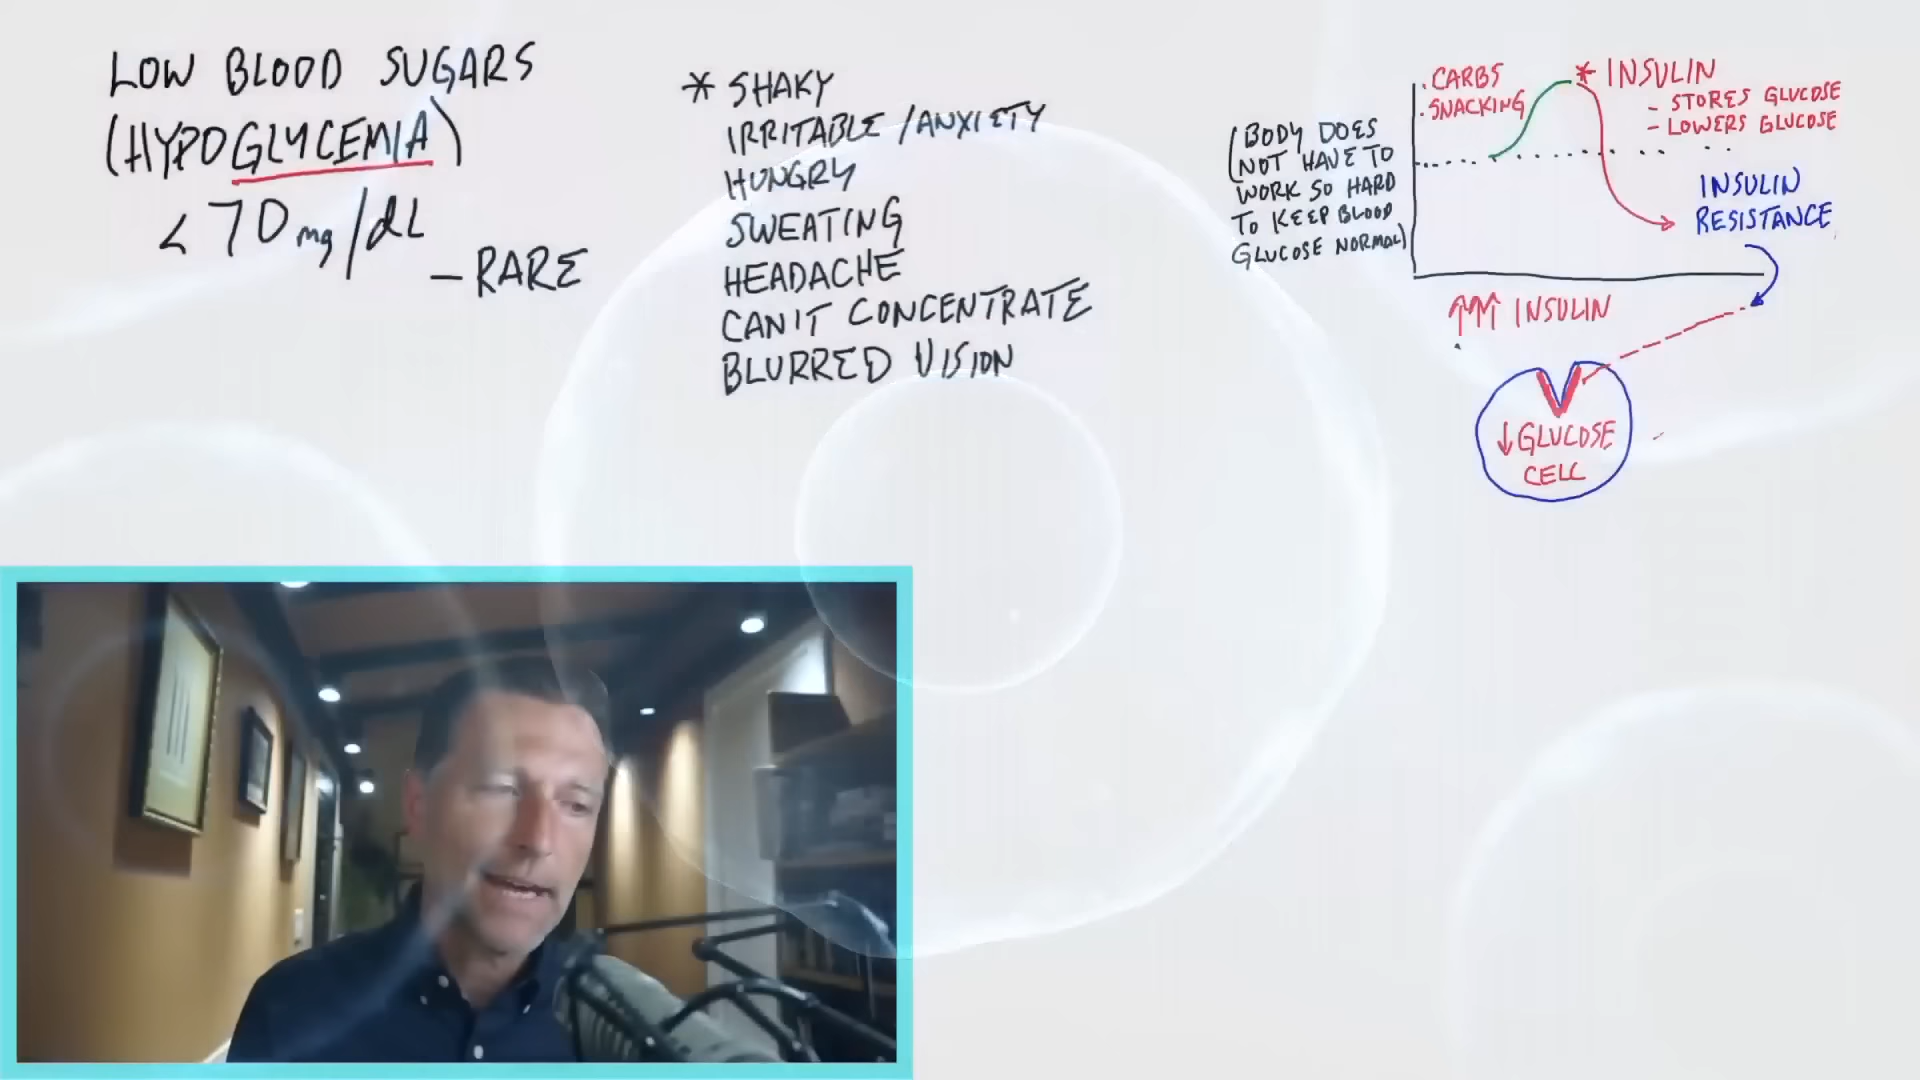 LOW BLOOD SUGARS
(HYPOGLYCEMIA)
< 70 mg/dL
- RARE
* SHAKY
IRRITABLE / ANXIETY
HUNGRY
SWEATING
HEADACHE
CAN'T CONCENTRATE
BLURRED VISION
(BODY DOES
NOT HAVE TO
WORK SO HARD
TO KEEP BLOOD
GLUCOSE NORMAL)
. CARBS
. SNACKING
* INSULIN
- STORES GLUCOSE
- LOWERS GLUCOSE
INSULIN
RESISTANCE
↑↑↑ INSULIN
↓ GLUCOSE
CELL